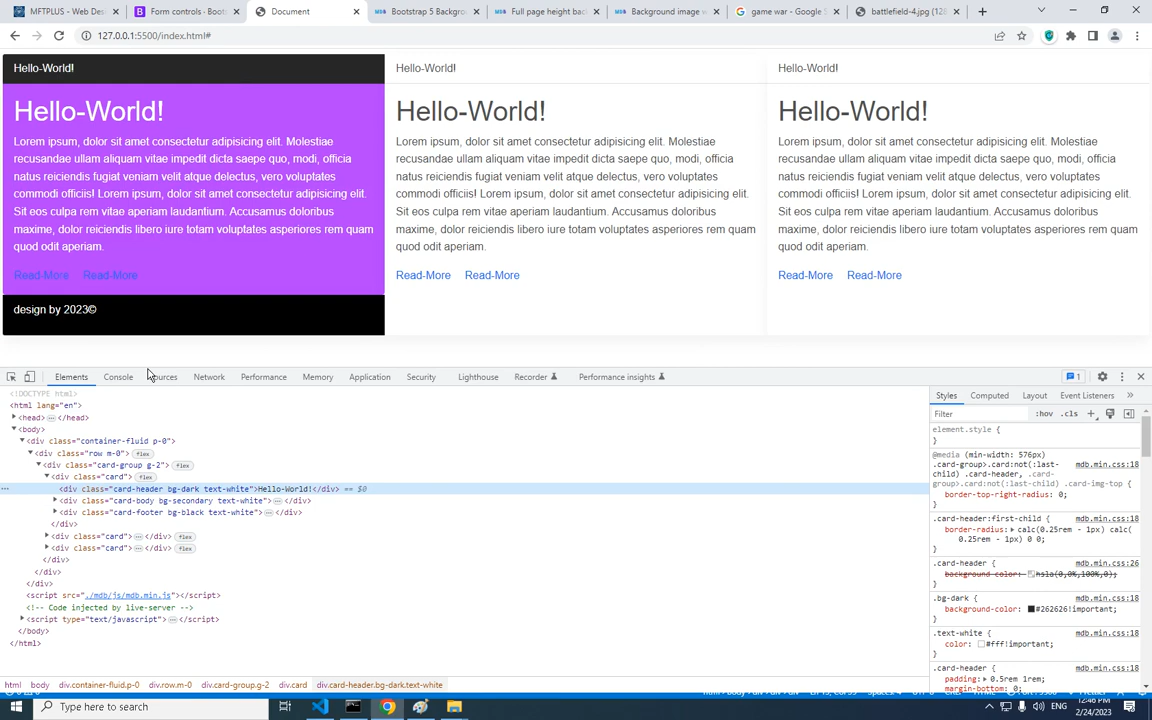 MFTPLUS - Web Des
Form controls · Boots
Document
Bootstrap 5 Backgro
Full page height bac
Background image w
game war - Google S
battlefield-4.jpg (128
127.0.0.1:5500/index.html#
Hello-World!
Hello-World!
Hello-World!
Hello-World!
Lorem ipsum, dolor sit amet consectetur adipisicing elit. Molestiae
recusandae ullam aliquam vitae impedit dicta saepe quo, modi, officia
natus reiciendis fugiat veniam velit atque delectus, vero voluptates
commodi officiis! Lorem ipsum, dolor sit amet consectetur adipisicing elit.
Sit eos culpa rem vitae aperiam laudantium. Accusamus doloribus
maxime, dolor reiciendis libero iure totam voluptates asperiores rem quam
quod odit aperiam.
Read-More Read-More
design by 2023©
Hello-World!
Lorem ipsum, dolor sit amet consectetur adipisicing elit. Molestiae
recusandae ullam aliquam vitae impedit dicta saepe quo, modi, officia
natus reiciendis fugiat veniam velit atque delectus, vero voluptates
commodi officiis! Lorem ipsum, dolor sit amet consectetur adipisicing elit.
Sit eos culpa rem vitae aperiam laudantium. Accusamus doloribus
maxime, dolor reiciendis libero iure totam voluptates asperiores rem quam
quod odit aperiam.
Read-More Read-More
Hello-World!
Lorem ipsum, dolor sit amet consectetur adipisicing elit. Molestiae
recusandae ullam aliquam vitae impedit dicta saepe quo, modi, officia
natus reiciendis fugiat veniam velit atque delectus, vero voluptates
commodi officiis! Lorem ipsum, dolor sit amet consectetur adipisicing elit.
Sit eos culpa rem vitae aperiam laudantium. Accusamus doloribus
maxime, dolor reiciendis libero iure totam voluptates asperiores rem quam
quod odit aperiam.
Read-More Read-More
Elements Console Network Performance Memory Application Security Lighthouse Recorder Performance insights 1
<!DOCTYPE html>
<html lang="en">
<head>…</head>
<body>
<div class="container-fluid p-0">
<div class="row m-0"> flex
<div class="card-group g-2"> flex
<div class="card"> flex
<div class="card-header bg-dark text-white">Hello-World!</div> == $0
<div class="card-body bg-secondary text-white">…</div>
<div class="card-footer bg-black text-white">…</div>
</div>
<div class="card">…</div> flex
<div class="card">…</div> flex
</div>
</div>
</div>
<script src="./mdb/js/mdb.min.js"></script>
<!-- Code injected by live-server -->
<script type="text/javascript">…</script>
</body>
</html>
html body div.container-fluid.p-0 div.row.m-0 div.card-group.g-2 div.card div.card-header.bg-dark.text-white
Styles Computed Layout Event Listeners »
Filter :hov .cls +
element.style {
}
@media (min-width: 576px)
.card-group>.card:not(:last- mdb.min.css:18
child) .card-header, .card-
group>.card:not(:last-child) .card-img-top {
border-top-right-radius: 0;
}
.card-header:first-child { mdb.min.css:18
border-radius: calc(0.25rem - 1px) calc(
0.25rem - 1px) 0 0;
}
.card-header { mdb.min.css:26
background-color: hsla(0,0%,100%,0);
}
.bg-dark { mdb.min.css:18
background-color: #262626!important;
}
.text-white { mdb.min.css:18
color: #fff!important;
}
.card-header { mdb.min.css:18
padding: 0.5rem 1rem;
margin-bottom: 0;
Type here to search
ENG
12:46 PM
2/24/2023